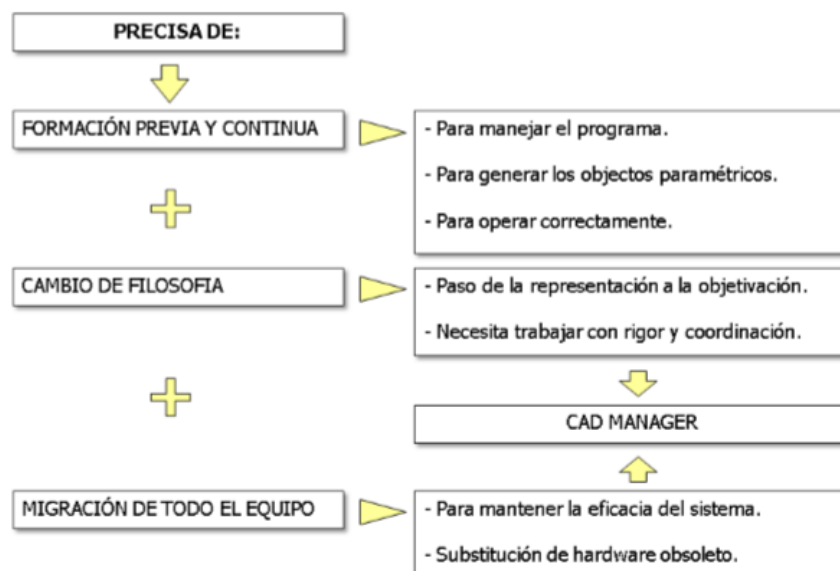 PRECISA DE:
FORMACIÓN PREVIA Y CONTINUA
- Para manejar el programa.
- Para generar los objectos paramétricos.
- Para operar correctamente.
CAMBIO DE FILOSOFIA
- Paso de la representación a la objetivación.
- Necesita trabajar con rigor y coordinación.
CAD MANAGER
MIGRACIÓN DE TODO EL EQUIPO
- Para mantener la eficacia del sistema.
- Substitución de hardware obsoleto.